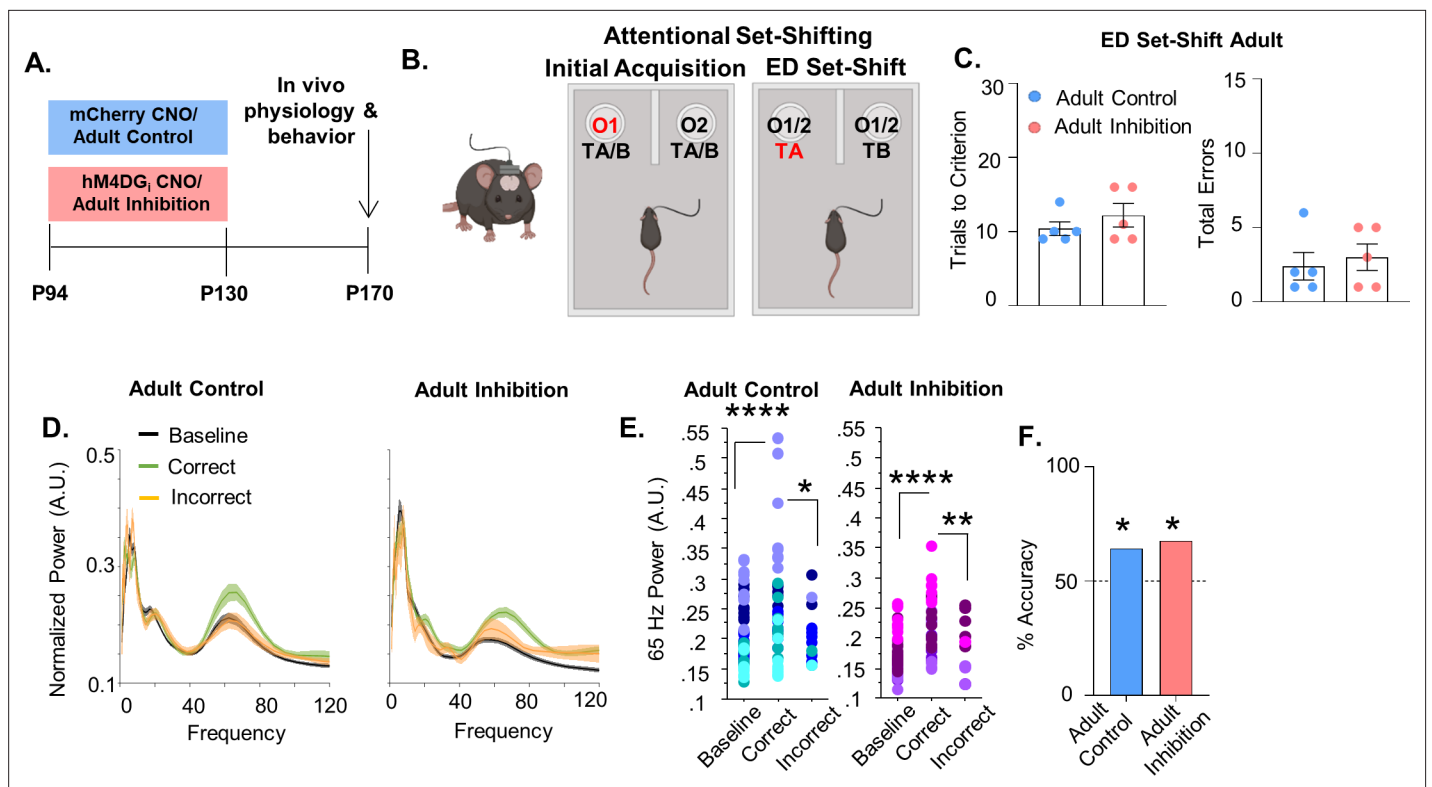 A.
mCherry CNO/
Adult Control
hM4DGi CNO/
Adult Inhibition
In vivo
physiology &
behavior
P94
P130
P170
B.
Attentional Set-Shifting
Initial Acquisition
ED Set-Shift
O1
TA/B
O2
TA/B
O1/2
TA
O1/2
TB
ED Set-Shift Adult
C.
Adult Control
Adult Inhibition
Trials to Criterion
30
20
10
0
Total Errors
15
10
5
0
D.
Adult Control
Adult Inhibition
Baseline
Correct
Incorrect
Normalized Power (A.U.)
0.5
0.3
0.1
0
40
80
120
Frequency
0
40
80
120
Frequency
E.
Adult Control
Adult Inhibition
65 Hz Power (A.U.)
.55
.5
.45
.4
.35
.3
.25
.2
.15
.1
****
*
Baseline
Correct
Incorrect
.55
.5
.45
.4
.35
.3
.25
.2
.15
.1
****
**
Baseline
Correct
Incorrect
F.
% Accuracy
100
50
0
*
*
Adult
Control
Adult
Inhibition